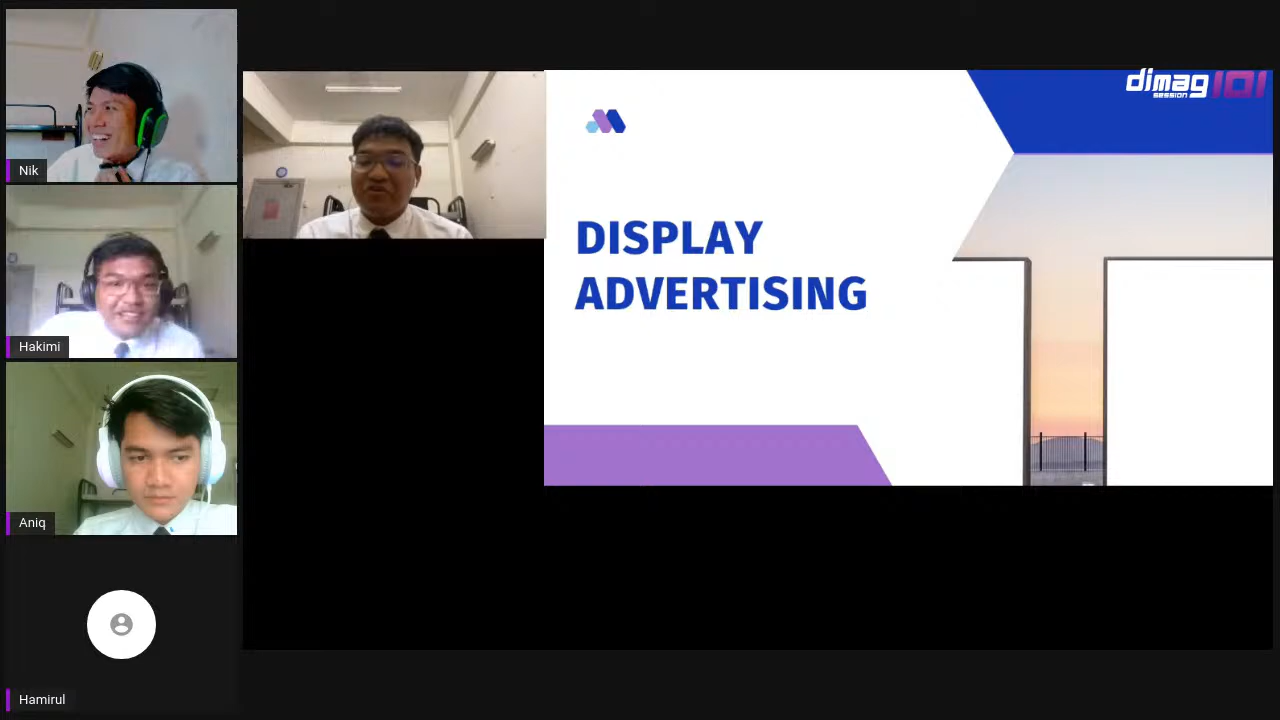 Nik
Hakimi
Aniq
Hamirul
DISPLAY
ADVERTISING
dimag 101
SESSION